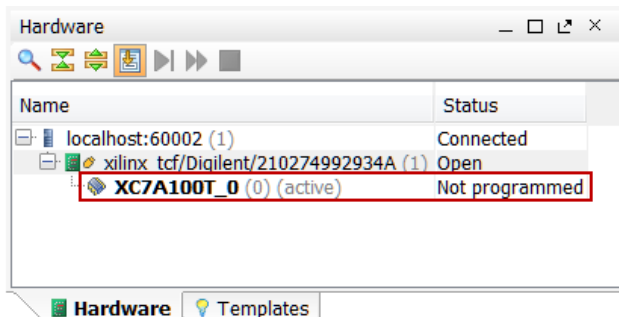 Hardware
Name Status
localhost:60002 (1) Connected
xilinx_tcf/Digilent/210274992934A (1) Open
XC7A100T_0 (0) (active) Not programmed
Hardware Templates